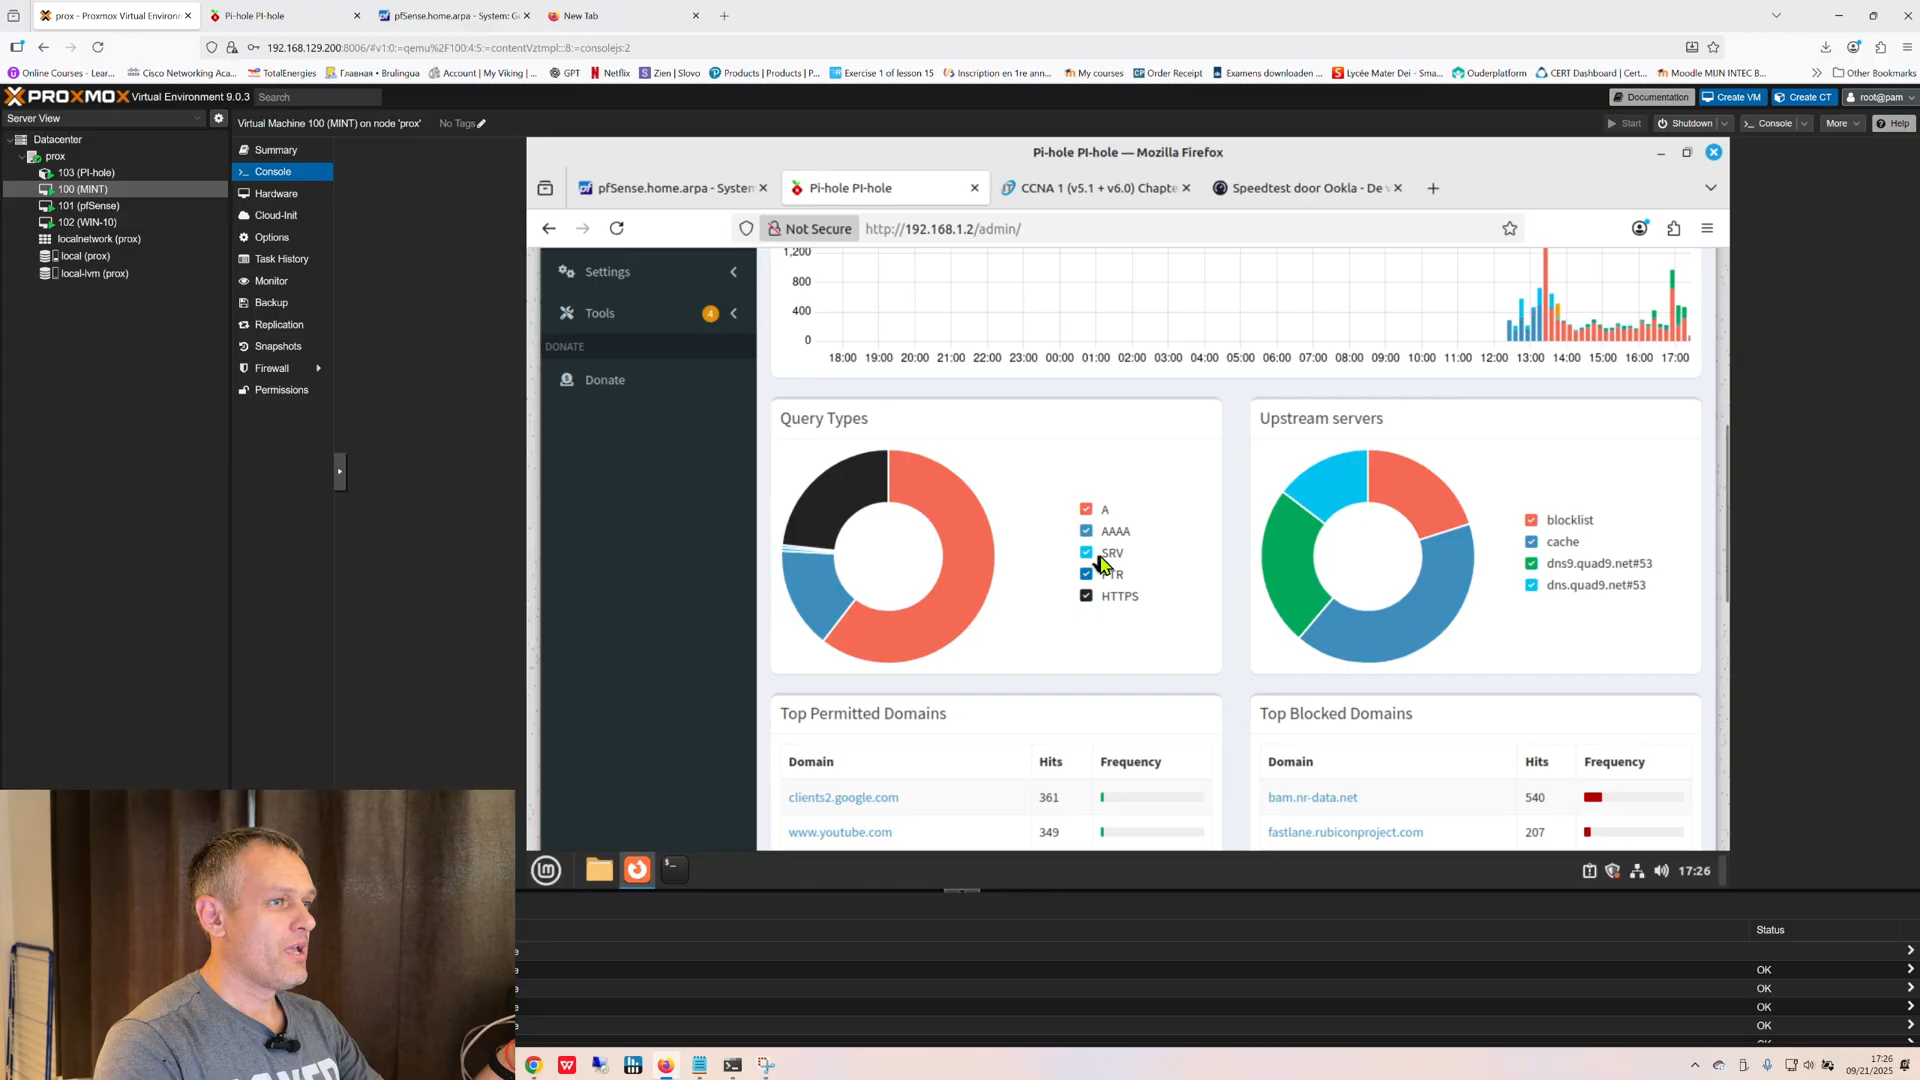 prox - Proxmox Virtual Environm
Pi-hole PI-hole
pfSense.home.arpa - System: Ge
New Tab
192.168.129.200:8006/#v1:0:=qemu%2F100:4:5:=contentVztmpl:::8:=consolejs:2
Online Courses - Lear...
Cisco Networking Aca...
TotalEnergies
Главная • Brulingua
Account | My Viking |...
GPT
Netflix
Zien | Slovo
Products | Products | P...
Exercise 1 of lesson 15
Inscription en 1re ann...
My courses
Order Receipt
Examens downloaden ...
Lycée Mater Dei - Sma...
Ouderplatform
CERT Dashboard | Cert...
Moodle MIJN INTEC B...
Other Bookmarks
PROXMOX Virtual Environment 9.0.3
Search
Documentation
Create VM
Create CT
root@pam
Server View
Virtual Machine 100 (MINT) on node 'prox'
No Tags
Start
Shutdown
Console
More
Help
Datacenter
prox
103 (PI-hole)
100 (MINT)
101 (pfSense)
102 (WIN-10)
localnetwork (prox)
local (prox)
local-lvm (prox)
Summary
Console
Hardware
Cloud-Init
Options
Task History
Monitor
Backup
Replication
Snapshots
Firewall
Permissions
Pi-hole PI-hole — Mozilla Firefox
pfSense.home.arpa - System
Pi-hole PI-hole
CCNA 1 (v5.1 + v6.0) Chapte
Speedtest door Ookla - De v
Not Secure
http://192.168.1.2/admin/
Settings
Tools
4
DONATE
Donate
1,200
800
400
0
18:00 19:00 20:00 21:00 22:00 23:00 00:00 01:00 02:00 03:00 04:00 05:00 06:00 07:00 08:00 09:00 10:00 11:00 12:00 13:00 14:00 15:00 16:00 17:00
Query Types
A
AAAA
SRV
PTR
HTTPS
Upstream servers
blocklist
cache
dns9.quad9.net#53
dns.quad9.net#53
Top Permitted Domains
Domain Hits Frequency
clients2.google.com 361
www.youtube.com 349
Top Blocked Domains
Domain Hits Frequency
bam.nr-data.net 540
fastlane.rubiconproject.com 207
17:26
Status
OK
OK
OK
OK
17:26
09/21/2025